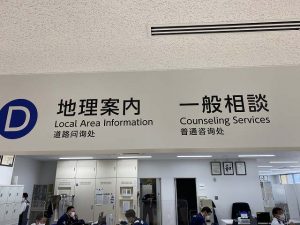 D
地理案内
Local Area Information
道路问询处
一般相談
Counseling Services
普通咨询处